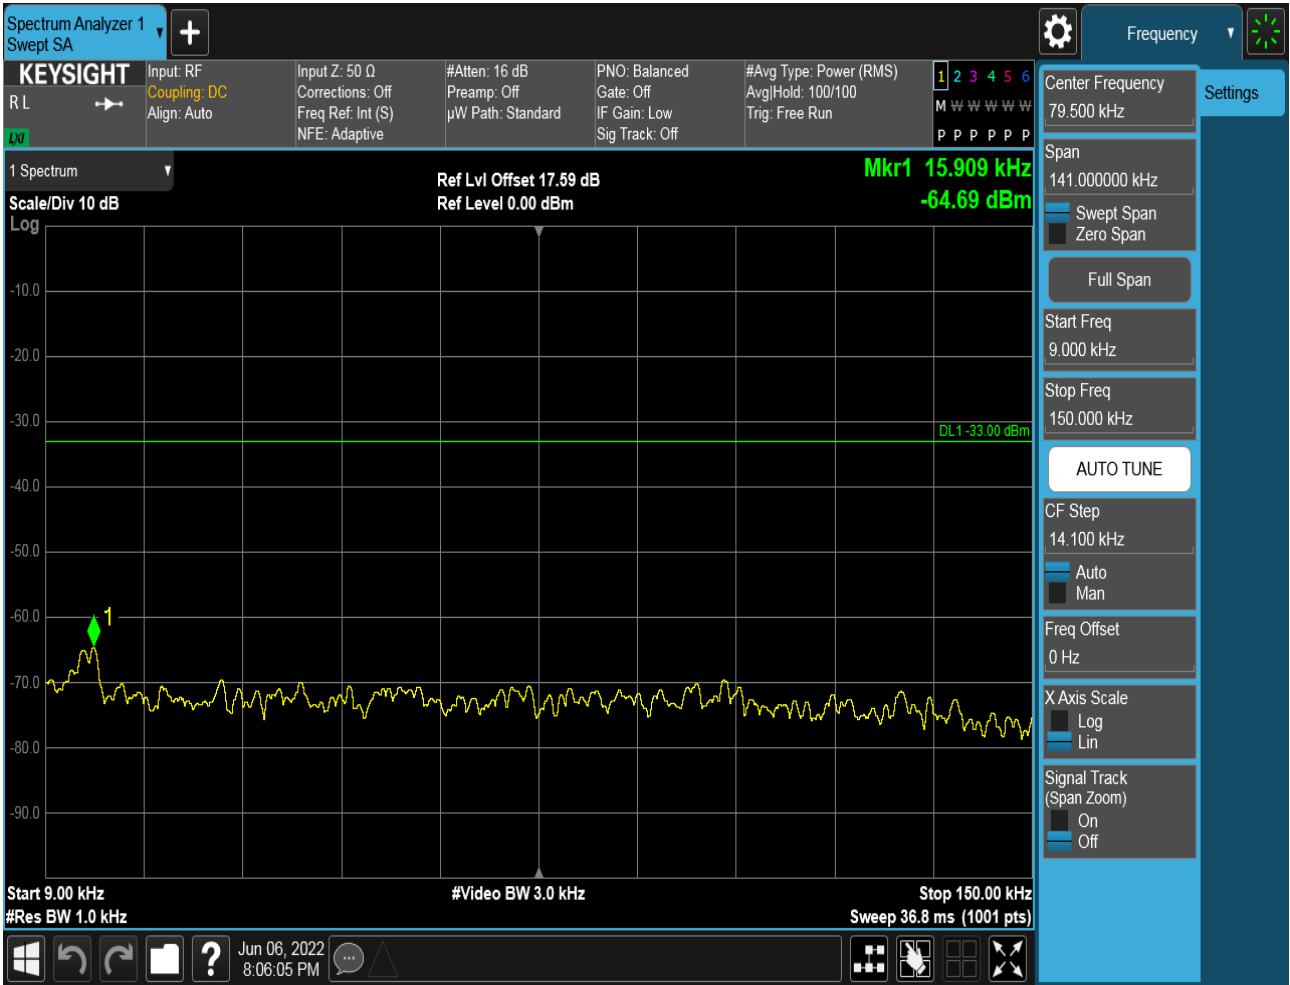 Spectrum Analyzer 1
Swept SA
Frequency
KEYSIGHT
R L
LXI
Input: RF
Coupling: DC
Align: Auto
Input Z: 50 Ω
Corrections: Off
Freq Ref: Int (S)
NFE: Adaptive
#Atten: 16 dB
Preamp: Off
µW Path: Standard
PNO: Balanced
Gate: Off
IF Gain: Low
Sig Track: Off
#Avg Type: Power (RMS)
Avg|Hold: 100/100
Trig: Free Run
1 2 3 4 5 6
M W W W W W
P P P P P P
1 Spectrum
Scale/Div 10 dB
Log
Ref Lvl Offset 17.59 dB
Ref Level 0.00 dBm
Mkr1 15.909 kHz
-64.69 dBm
-10.0
-20.0
-30.0
DL1 -33.00 dBm
-40.0
-50.0
-60.0
1
-70.0
-80.0
-90.0
Start 9.00 kHz
#Video BW 3.0 kHz
Stop 150.00 kHz
#Res BW 1.0 kHz
Sweep 36.8 ms (1001 pts)
Jun 06, 2022
8:06:05 PM
Center Frequency
79.500 kHz
Settings
Span
141.000000 kHz
Swept Span
Zero Span
Full Span
Start Freq
9.000 kHz
Stop Freq
150.000 kHz
AUTO TUNE
CF Step
14.100 kHz
Auto
Man
Freq Offset
0 Hz
X Axis Scale
Log
Lin
Signal Track
(Span Zoom)
On
Off